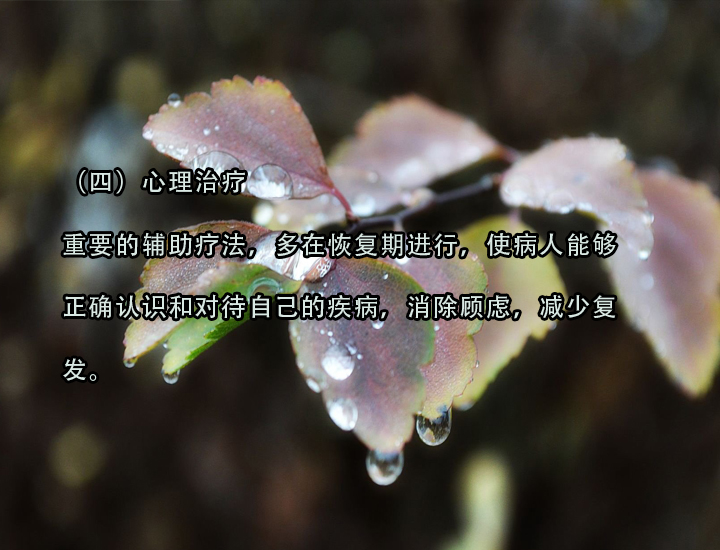 （四）心理治疗
重要的辅助疗法，多在恢复期进行，使病人能够
正确认识和对待自己的疾病，消除顾虑，减少复
发。